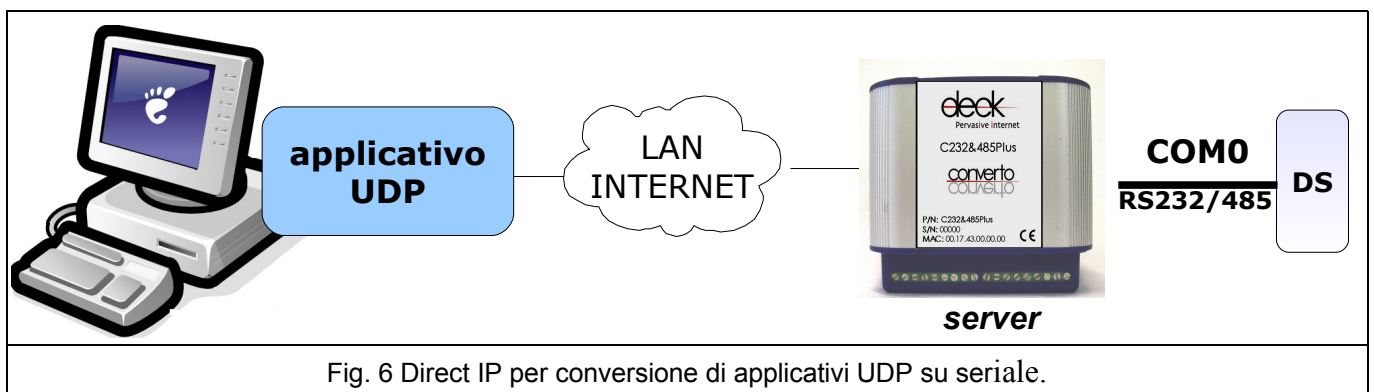 applicativo
UDP
LAN
INTERNET
deck
Pervasive internet
C232&485Plus
converto
P/N: C232&485Plus
S/N: 00000
MAC: 00.17.43.00.00.00 CE
server
COM0
RS232/485
DS
Fig. 6 Direct IP per conversione di applicativi UDP su seriale.